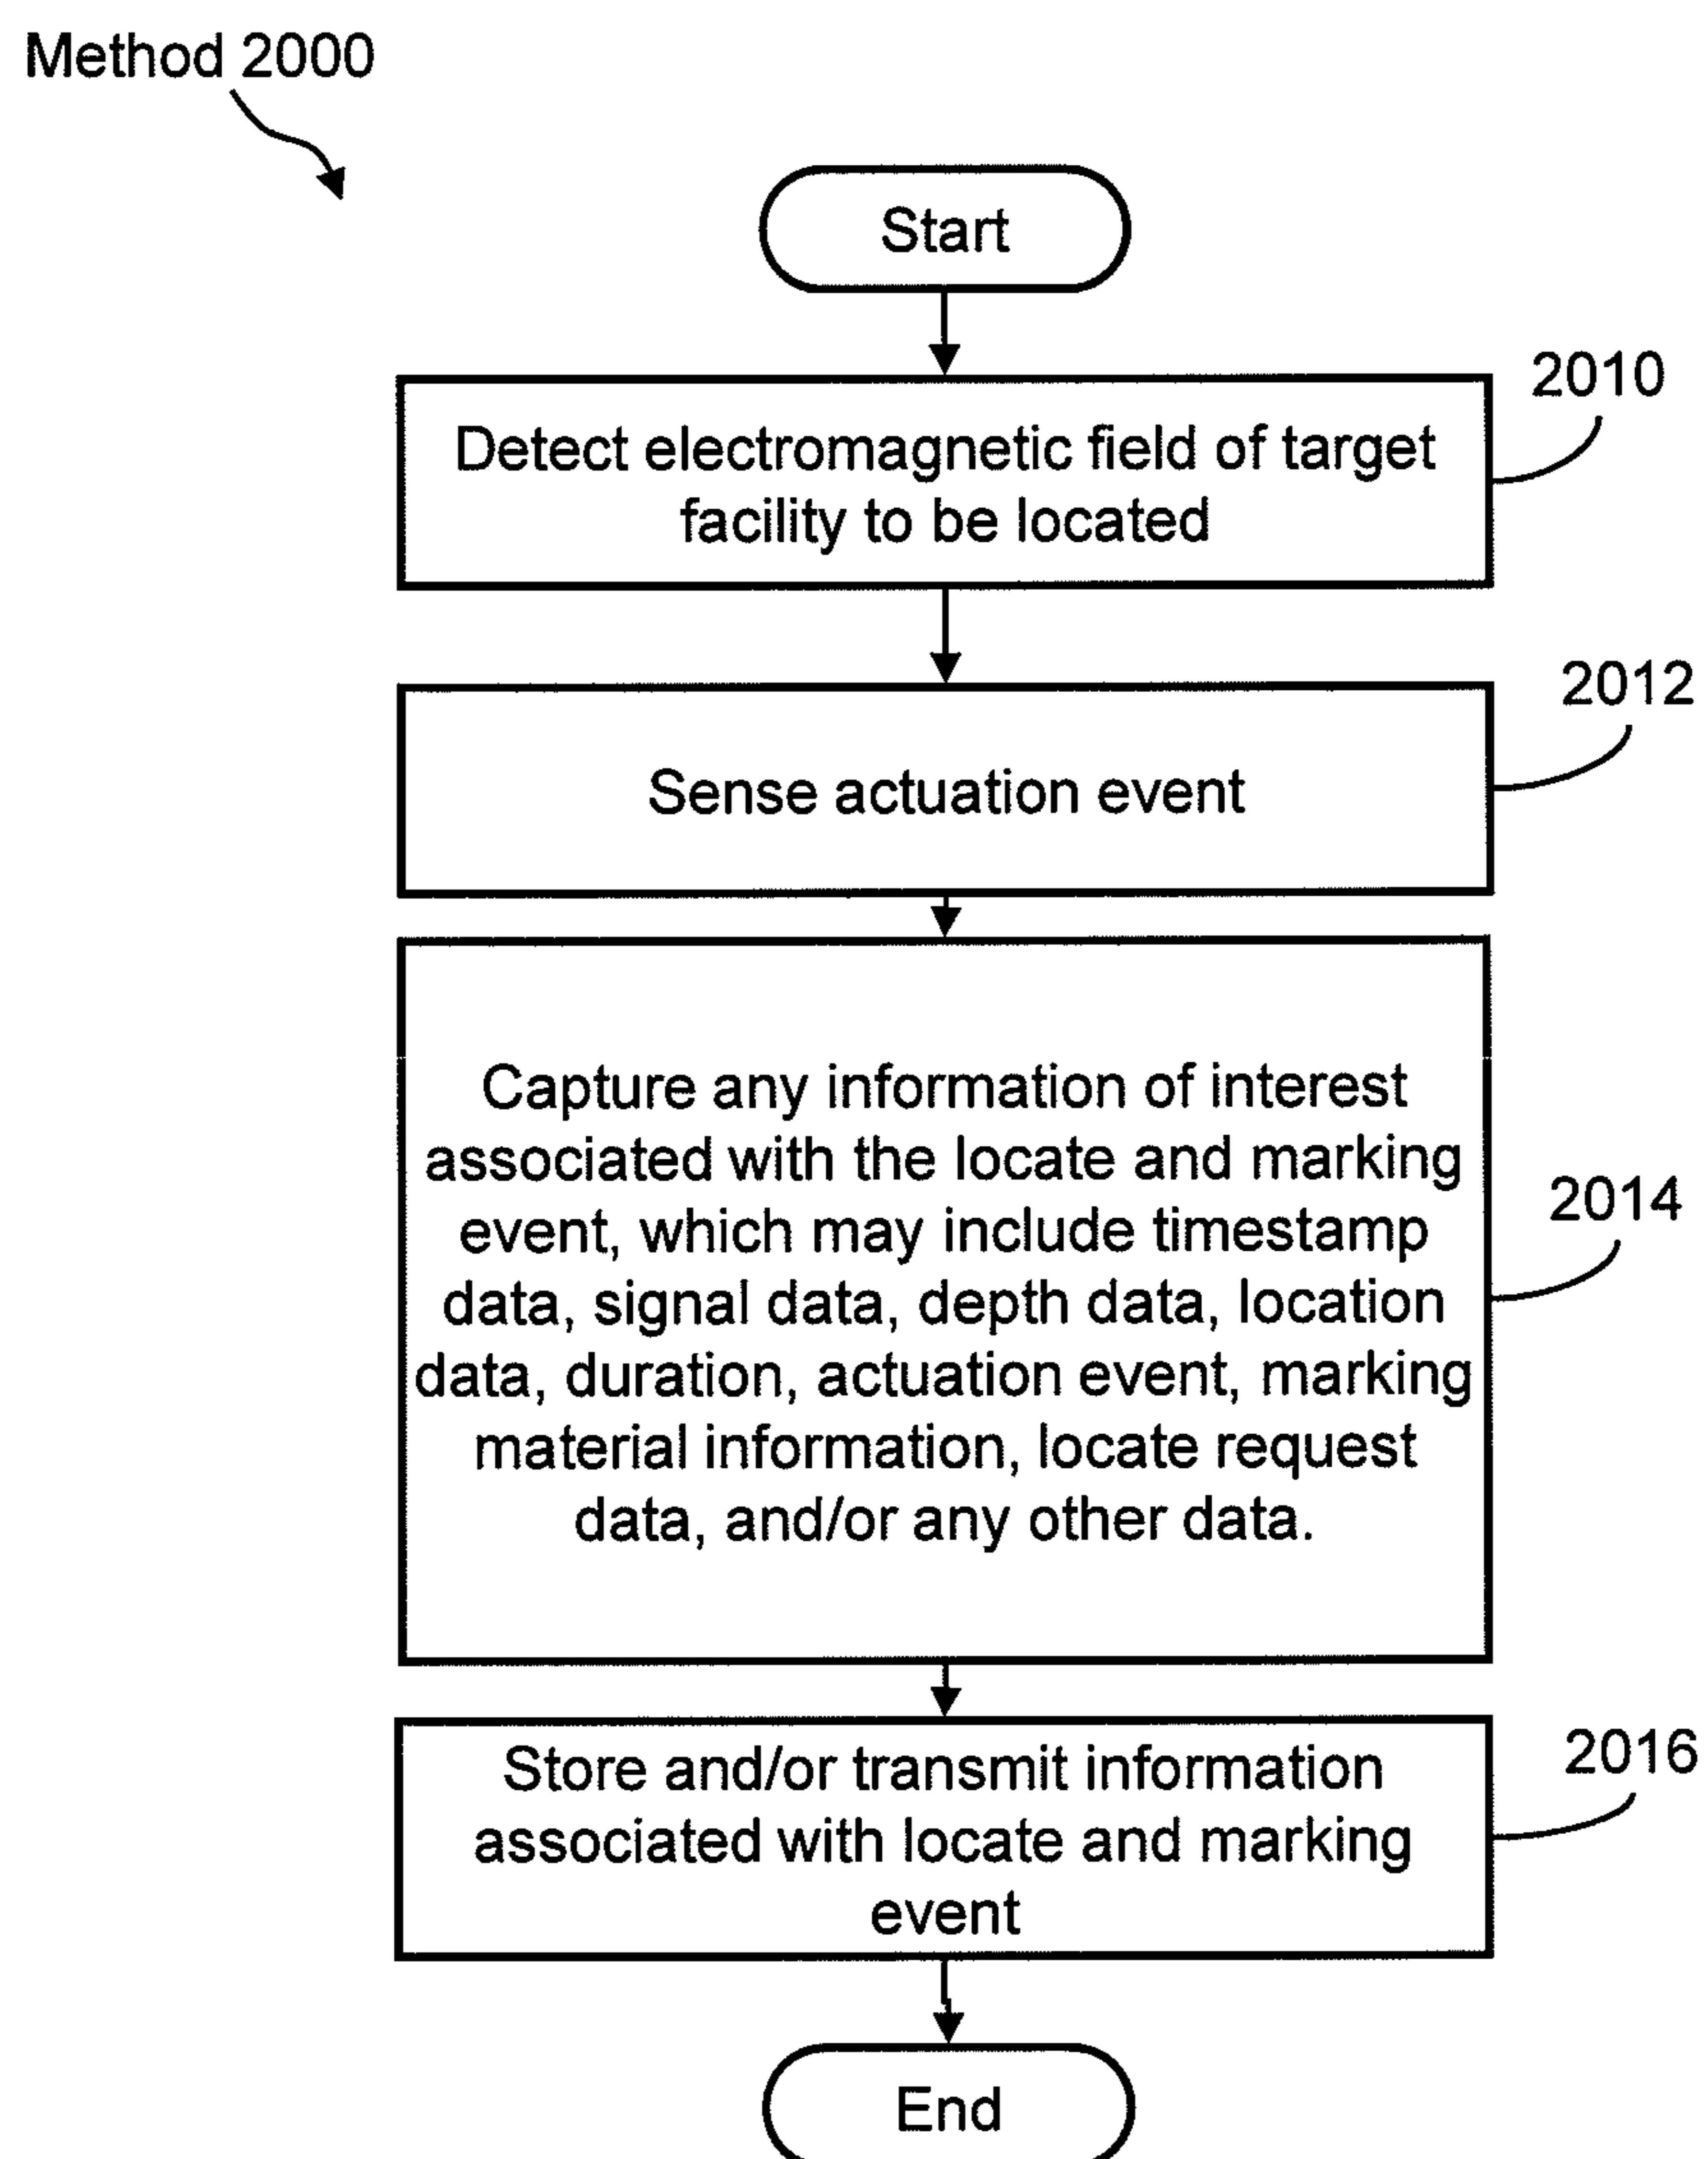 Method 2000
Start
2010
Detect electromagnetic field of target
facility to be located
2012
Sense actuation event
Capture any information of interest
associated with the locate and marking
event, which may include timestamp
data, signal data, depth data, location
data, duration, actuation event, marking
material information, locate request
data, and/or any other data.
2014
Store and/or transmit information
associated with locate and marking
event
2016
End